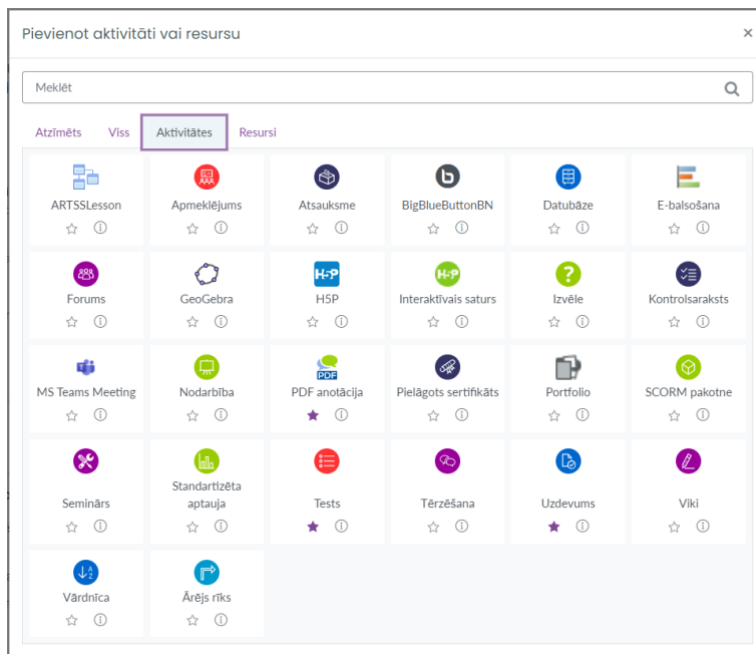 Pievienot aktivitāti vai resursu
×
Meklēt
Atzīmēts Viss Aktivitātes Resursi
ARTSSLesson Apmeklējums Atsauksme BigBlueButtonBN Datubāze E-balsošana
Forums GeoGebra H5P Interaktīvais saturs Izvēle Kontrolsaraksts
MS Teams Meeting Nodarbība PDF anotācija Pielāgots sertifikāts Portfolio SCORM pakotne
Seminārs Standartizēta aptauja Tests Tērzēšana Uzdevums Viki
Vārdnīca Ārējs rīks